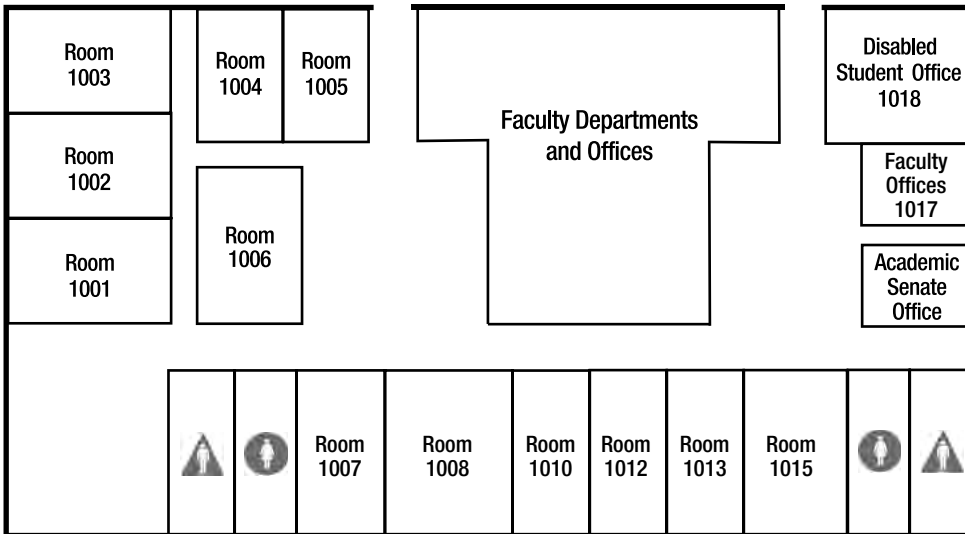 Room
1003
Room
1004
Room
1005
Faculty Departments
and Offices
Disabled
Student Office
1018
Room
1002
Faculty
Offices
1017
Room
1006
Room
1001
Academic
Senate
Office
Room
1007
Room
1008
Room
1010
Room
1012
Room
1013
Room
1015